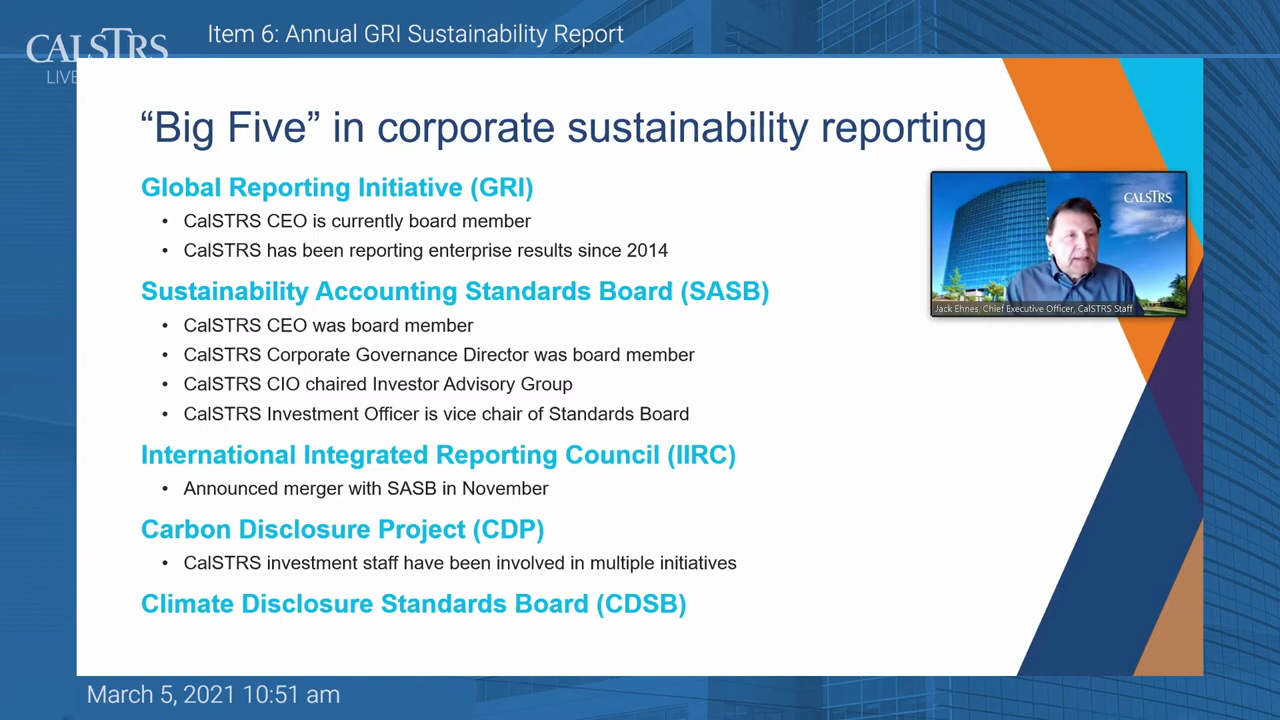 Item 6: Annual GRI Sustainability Report
CALSTRS
LIVE
“Big Five” in corporate sustainability reporting
Global Reporting Initiative (GRI)
• CalSTRS CEO is currently board member
• CalSTRS has been reporting enterprise results since 2014
CALSTRS
Jack Ehnes, Chief Executive Officer, CalSTRS Staff
Sustainability Accounting Standards Board (SASB)
• CalSTRS CEO was board member
• CalSTRS Corporate Governance Director was board member
• CalSTRS CIO chaired Investor Advisory Group
• CalSTRS Investment Officer is vice chair of Standards Board
International Integrated Reporting Council (IIRC)
• Announced merger with SASB in November
Carbon Disclosure Project (CDP)
• CalSTRS investment staff have been involved in multiple initiatives
Climate Disclosure Standards Board (CDSB)
March 5, 2021 10:51 am